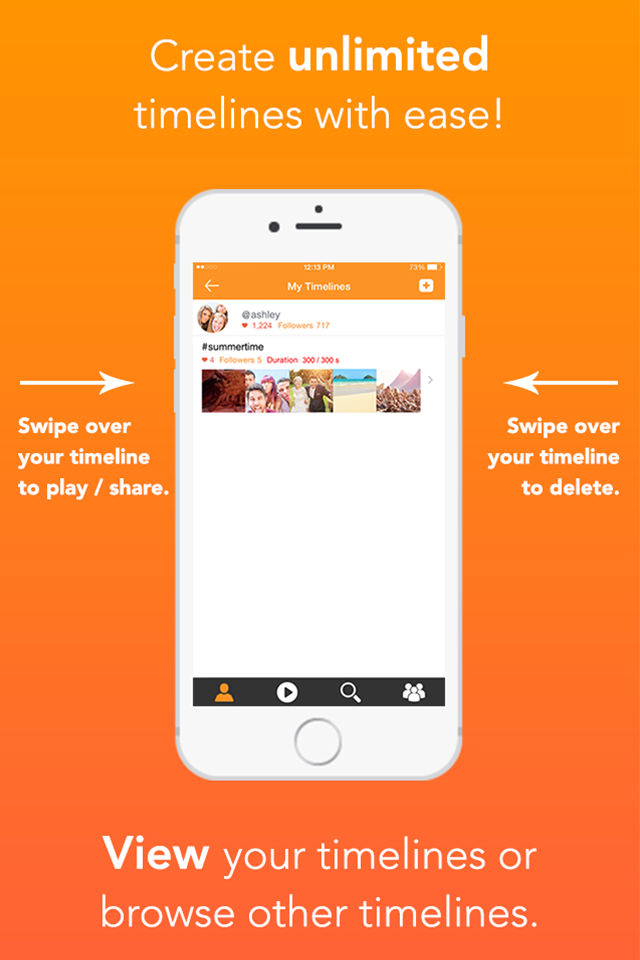 Create unlimited
timelines with ease!
12:13 PM
73%
My Timelines
@ashley
1,224 Followers 717
#summertime
4 Followers 5 Duration 300 / 300 s
Swipe over
your timeline
to play / share.
Swipe over
your timeline
to delete.
View your timelines or
browse other timelines.